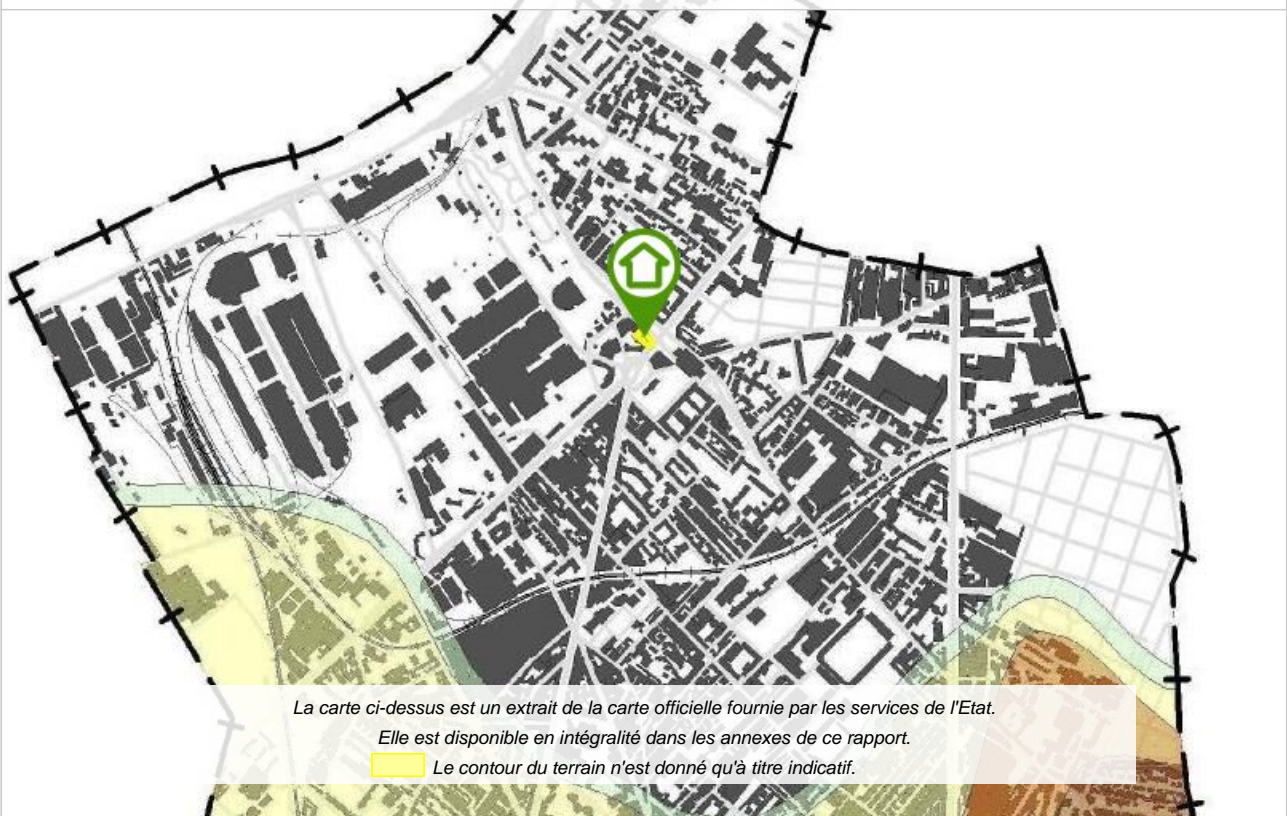 La carte ci-dessus est un extrait de la carte officielle fournie par les services de l'Etat.
Elle est disponible en intégralité dans les annexes de ce rapport.
Le contour du terrain n'est donné qu'à titre indicatif.